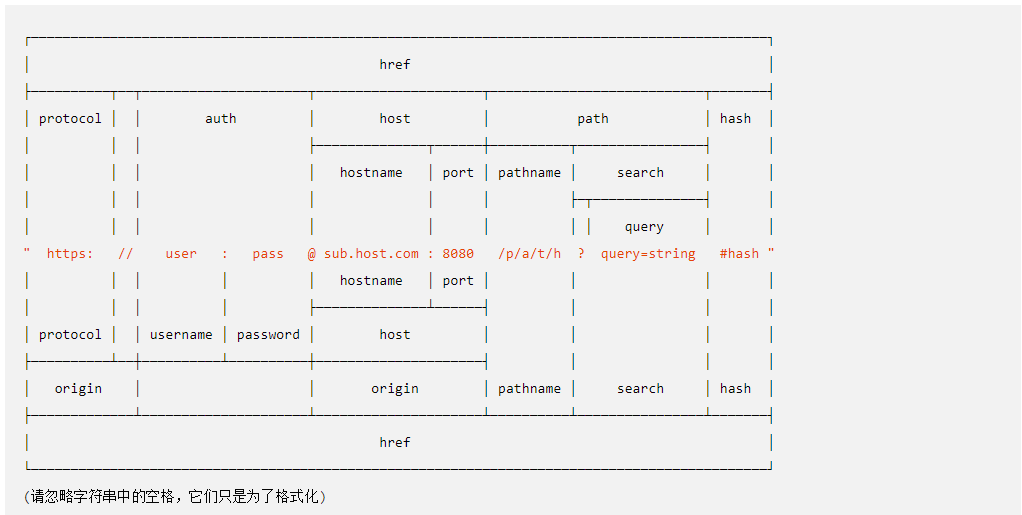 href
protocol auth host path hash
hostname port pathname search
query
" https: // user : pass @ sub.host.com : 8080 /p/a/t/h ? query=string #hash "
hostname port
protocol username password host
origin origin pathname search hash
href
(请忽略字符串中的空格，它们只是为了格式化)